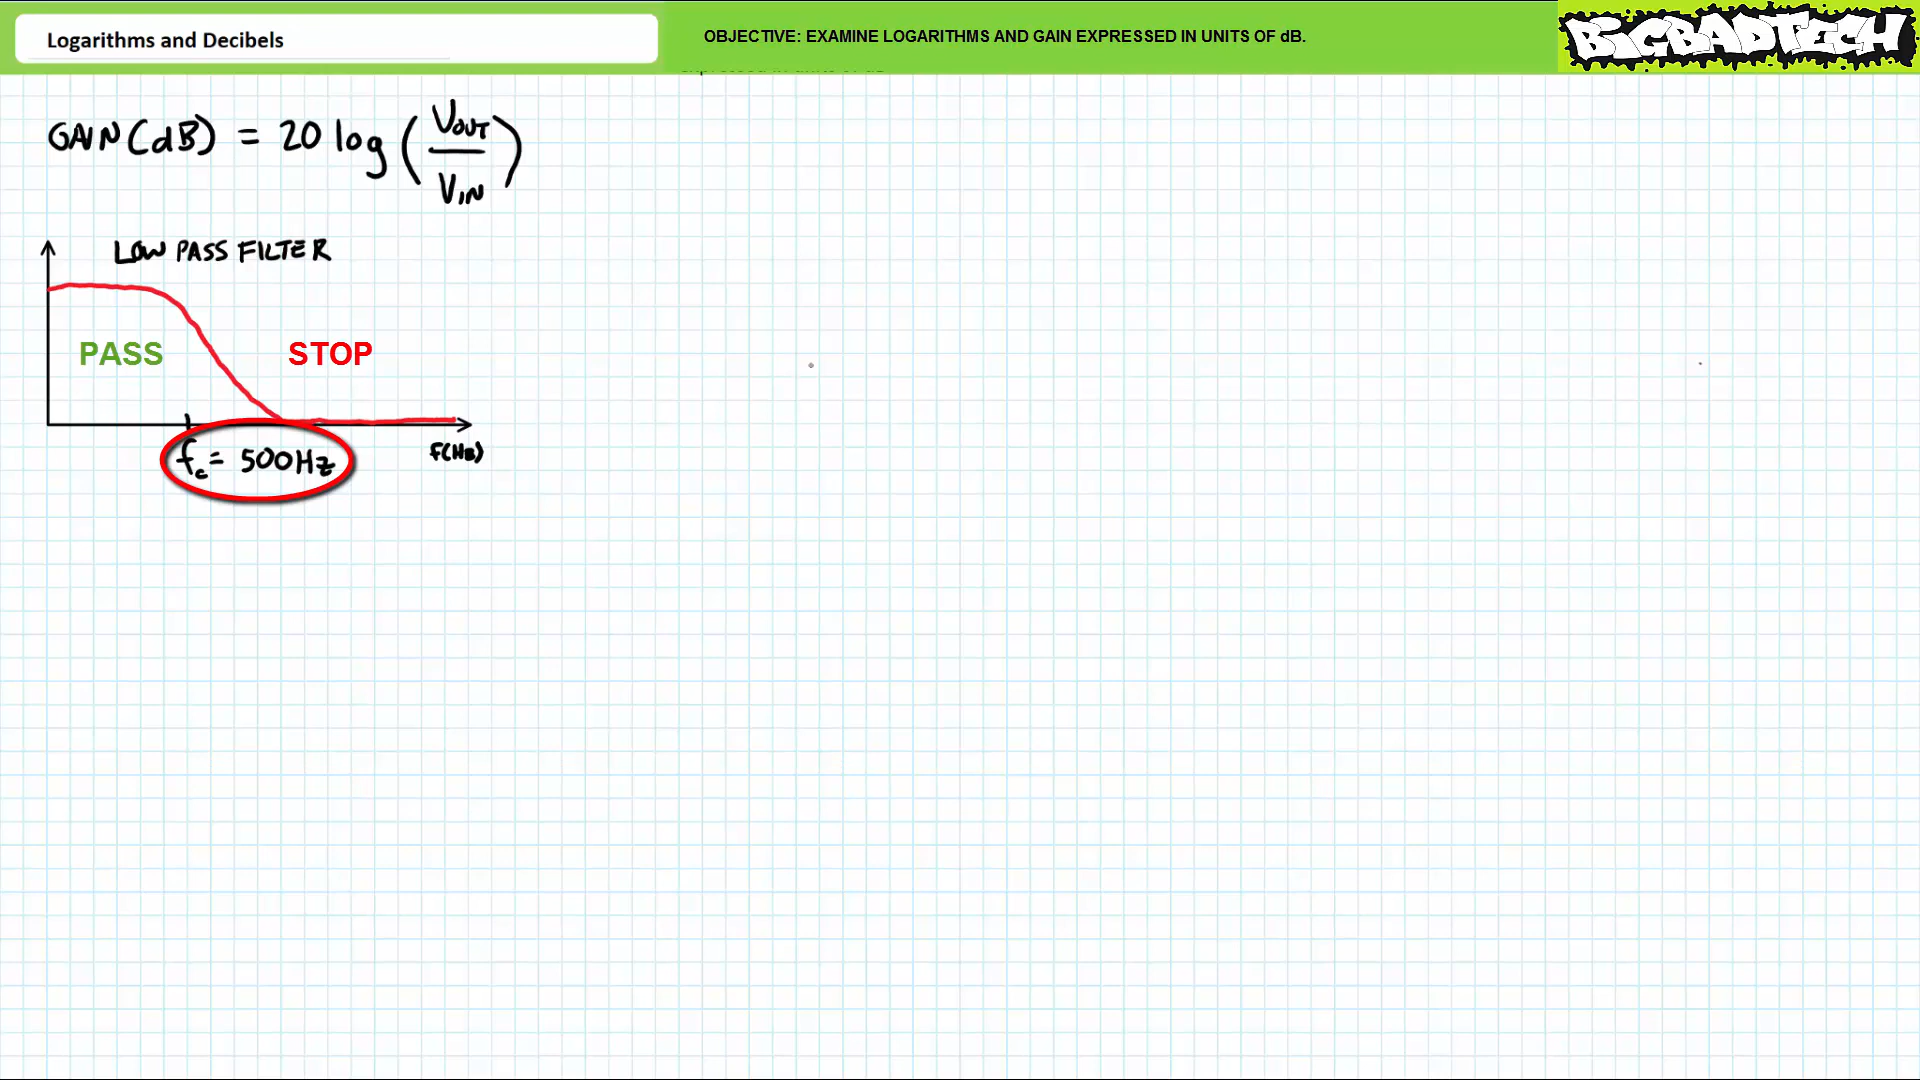 Logarithms and Decibels
OBJECTIVE: EXAMINE LOGARITHMS AND GAIN EXPRESSED IN UNITS OF dB.
BIGBADTECH
GAIN(dB) = 20 log (VOUT / VIN)
LOW PASS FILTER
PASS
STOP
fc = 500Hz
F(Hz)